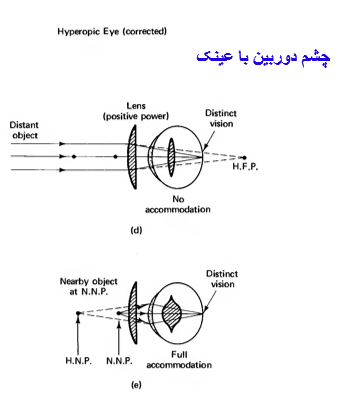 Hyperopic Eye (corrected)
چشم دوربین با عینک
Lens
(positive power)
Distinct
vision
Distant
object
H.F.P.
No
accommodation
(d)
Nearby object
at N.N.P.
Distinct
vision
H.N.P.
N.N.P.
Full
accommodation
(e)